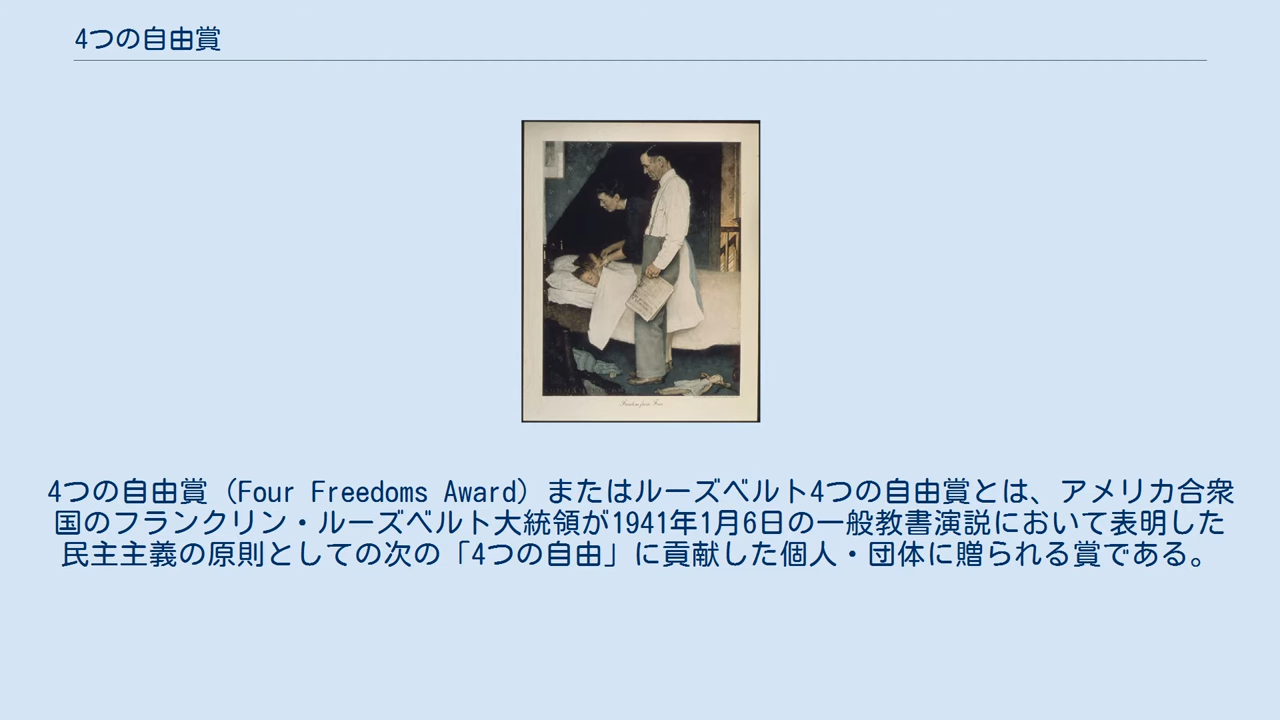 4つの自由賞
Freedom from Fear
4つの自由賞（Four Freedoms Award）またはルーズベルト4つの自由賞とは、アメリカ合衆
国のフランクリン・ルーズベルト大統領が1941年1月6日の一般教書演説において表明した
民主主義の原則としての次の「4つの自由」に貢献した個人・団体に贈られる賞である。